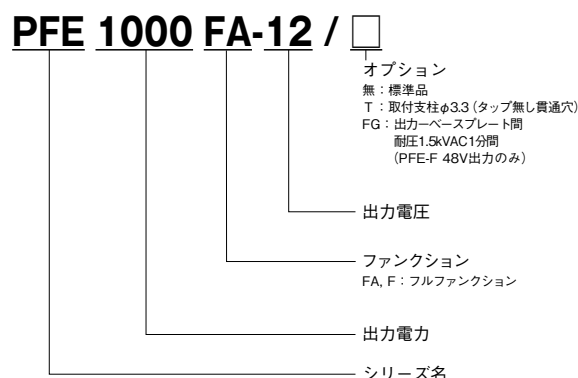 PFE 1000 FA-12 / □
オプション
無：標準品
T：取付支柱φ3.3（タップ無し貫通穴）
FG：出力ーベースプレート間
耐圧1.5kVAC1分間
（PFE-F 48V出力のみ）
出力電圧
ファンクション
FA, F：フルファンクション
出力電力
シリーズ名